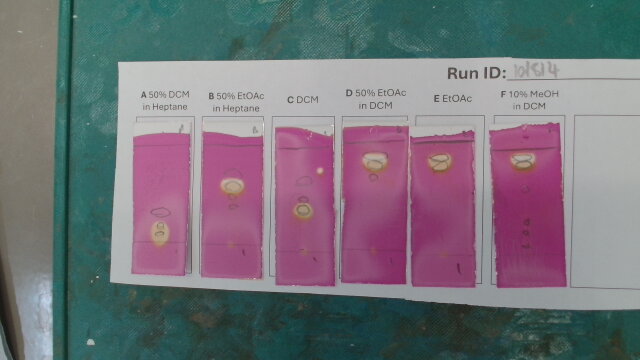 Run ID:
A 50% DCM
in Heptane
B 50% EtOAc
in Heptane
C DCM
D 50% EtOAc
in DCM
E EtOAc
F 10% MeOH
in DCM